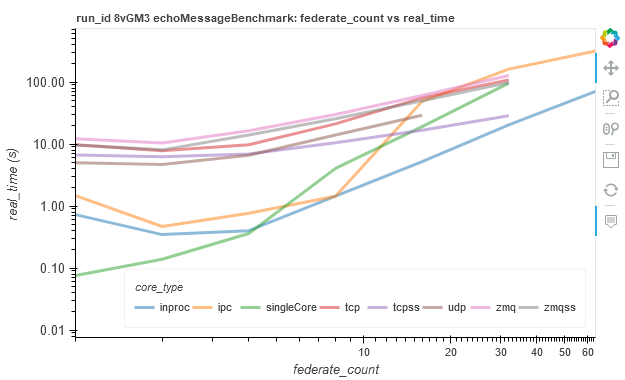 run_id 8vGM3 echoMessageBenchmark: federate_count vs real_time
100.00
10.00
1.00
0.10
0.01
real_time (s)
core_type
inproc ipc singleCore tcp tcpss udp zmq zmqss
10 20 30 40 50 60
federate_count